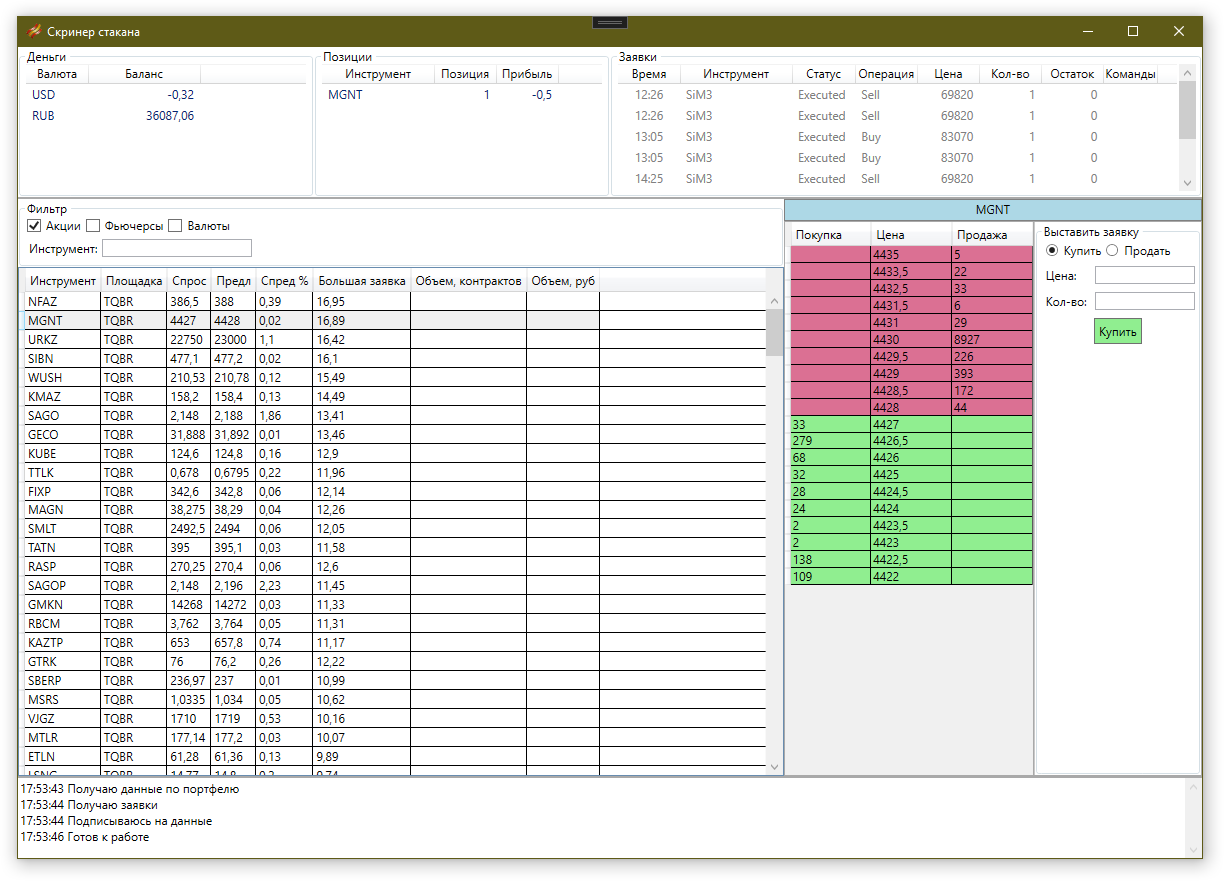 Скринер стакана
Деньги
Валюта Баланс
USD -0,32
RUB 36087,06
Позиции
Инструмент Позиция Прибыль
MGNT 1 -0,5
Заявки
Время Инструмент Статус Операция Цена Кол-во Остаток Команды
12:26 SiM3 Executed Sell 69820 1 0
12:26 SiM3 Executed Sell 69820 1 0
13:05 SiM3 Executed Buy 83070 1 0
13:05 SiM3 Executed Buy 83070 1 0
14:25 SiM3 Executed Sell 69820 1 0
Фильтр
Акции Фьючерсы Валюты
Инструмент:
Инструмент Площадка Спрос Предл Спред % Большая заявка Объем, контрактов Объем, руб
NFAZ TQBR 386,5 388 0,39 16,95
MGNT TQBR 4427 4428 0,02 16,89
URKZ TQBR 22750 23000 1,1 16,42
SIBN TQBR 477,1 477,2 0,02 16,1
WUSH TQBR 210,53 210,78 0,12 15,49
KMAZ TQBR 158,2 158,4 0,13 14,49
SAGO TQBR 2,148 2,188 1,86 13,41
GECO TQBR 31,888 31,892 0,01 13,46
KUBE TQBR 124,6 124,8 0,16 12,9
TTLK TQBR 0,678 0,6795 0,22 11,96
FIXP TQBR 342,6 342,8 0,06 12,14
MAGN TQBR 38,275 38,29 0,04 12,26
SMLT TQBR 2492,5 2494 0,06 12,05
TATN TQBR 395 395,1 0,03 11,58
RASP TQBR 270,25 270,4 0,06 12,6
SAGOP TQBR 2,148 2,196 2,23 11,45
GMKN TQBR 14268 14272 0,03 11,33
RBCM TQBR 3,762 3,764 0,05 11,31
KAZTP TQBR 653 657,8 0,74 11,17
GTRK TQBR 76 76,2 0,26 12,22
SBERP TQBR 236,97 237 0,01 10,99
MSRS TQBR 1,0335 1,034 0,05 10,62
VJGZ TQBR 1710 1719 0,53 10,16
MTLR TQBR 177,14 177,2 0,03 10,07
ETLN TQBR 61,28 61,36 0,13 9,89
MGNT
Покупка Цена Продажа
4435 5
4433,5 22
4432,5 33
4431,5 6
4431 29
4430 8927
4429,5 226
4429 393
4428,5 172
4428 44
33 4427
279 4426,5
68 4426
32 4425
28 4424,5
24 4424
2 4423,5
2 4423
138 4422,5
109 4422
Выставить заявку
Купить Продать
Цена:
Кол-во:
Купить
17:53:43 Получаю данные по портфелю
17:53:44 Получаю заявки
17:53:44 Подписываюсь на данные
17:53:46 Готов к работе